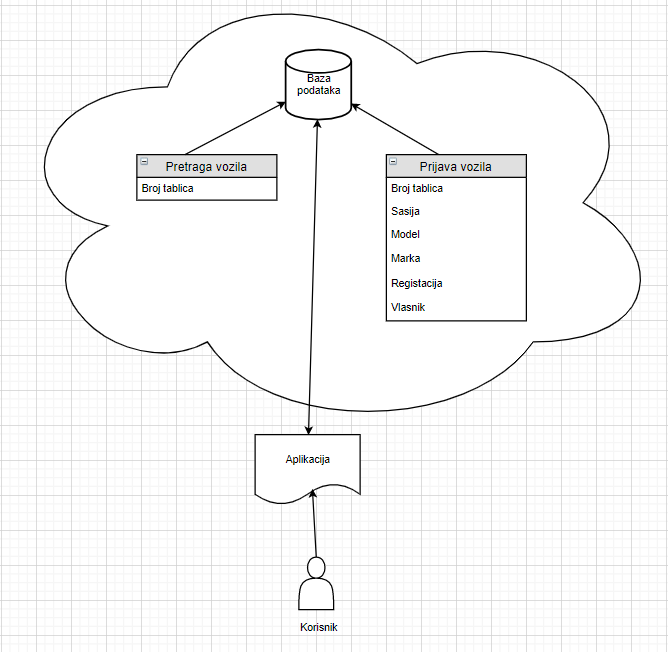 Baza
podataka
Pretraga vozila
Broj tablica
Prijava vozila
Broj tablica
Sasija
Model
Marka
Registacija
Vlasnik
Aplikacija
Korisnik